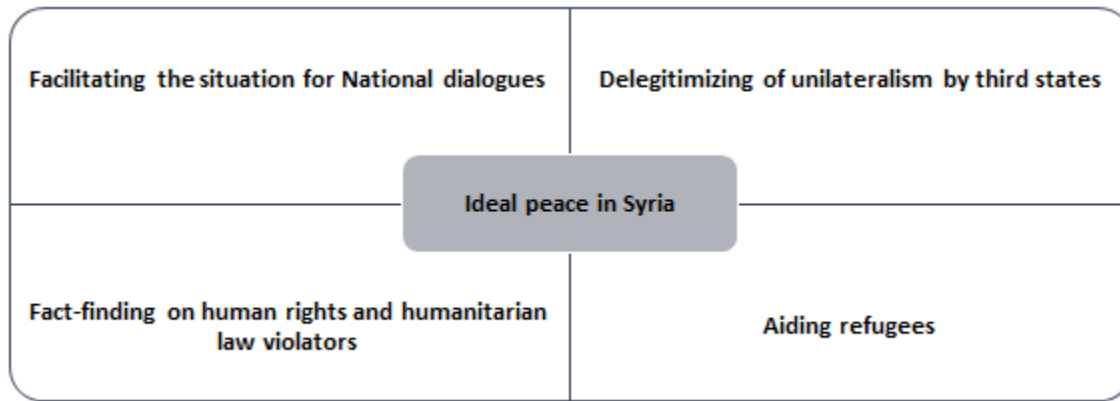 Facilitating the situation for National dialogues
Delegitimizing of unilateralism by third states
Ideal peace in Syria
Fact-finding on human rights and humanitarian
law violators
Aiding refugees